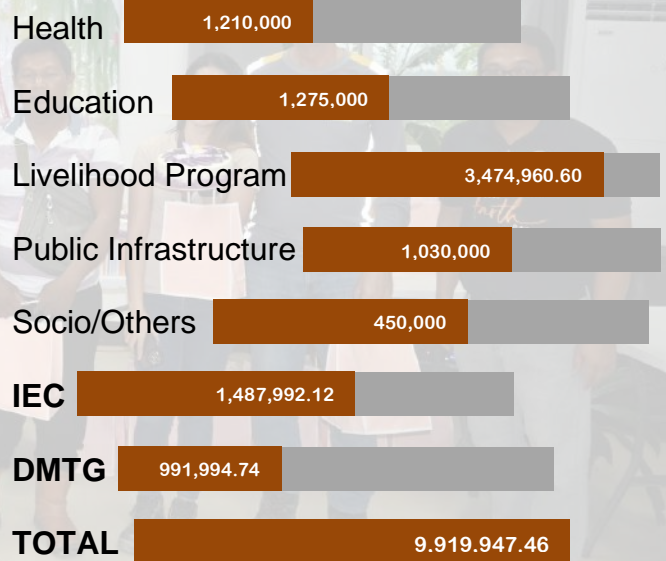 Health 1,210,000
Education 1,275,000
Livelihood Program 3,474,960.60
Public Infrastructure 1,030,000
Socio/Others 450,000
IEC 1,487,992.12
DMTG 991,994.74
TOTAL 9.919.947.46